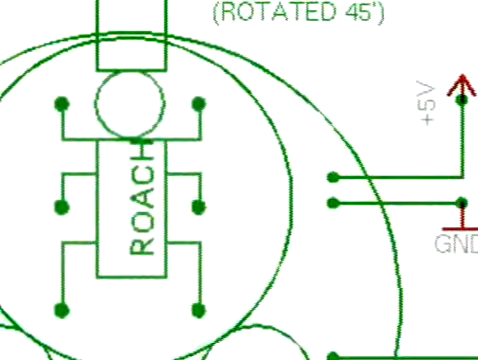 (ROTATED 45')
+5V
ROACH
GND